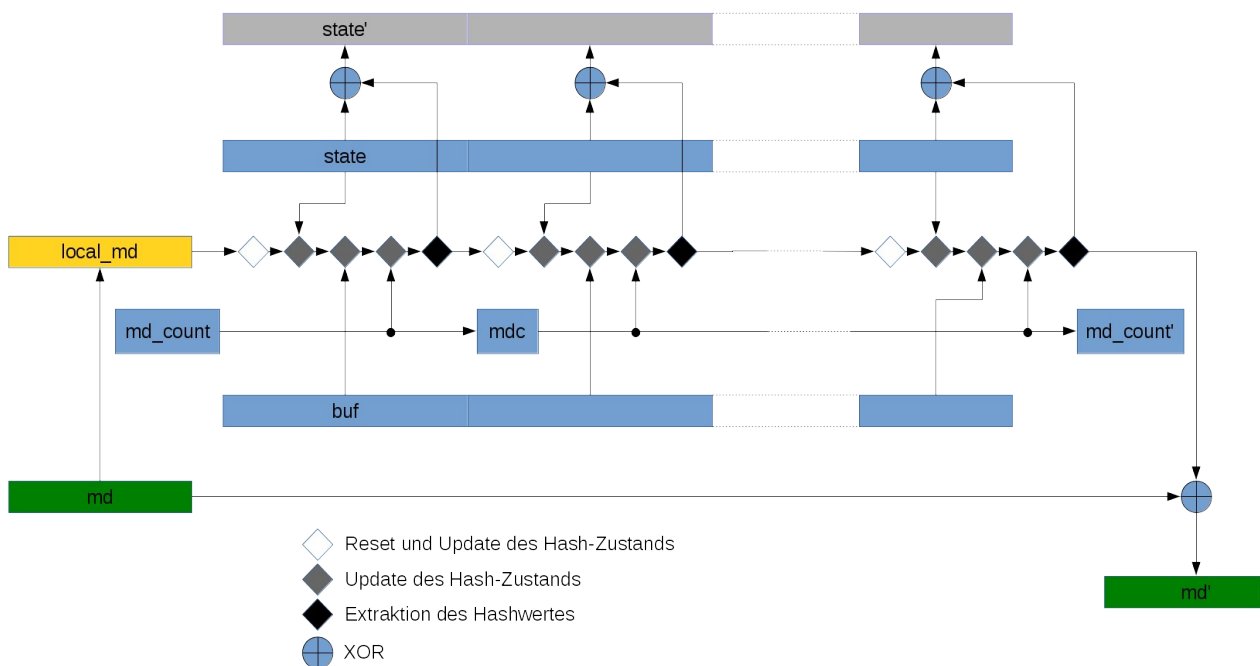 state'
state
local_md
md_count
mdc
md_count'
buf
md
Reset und Update des Hash-Zustands
Update des Hash-Zustands
Extraktion des Hashwertes
md'
XOR